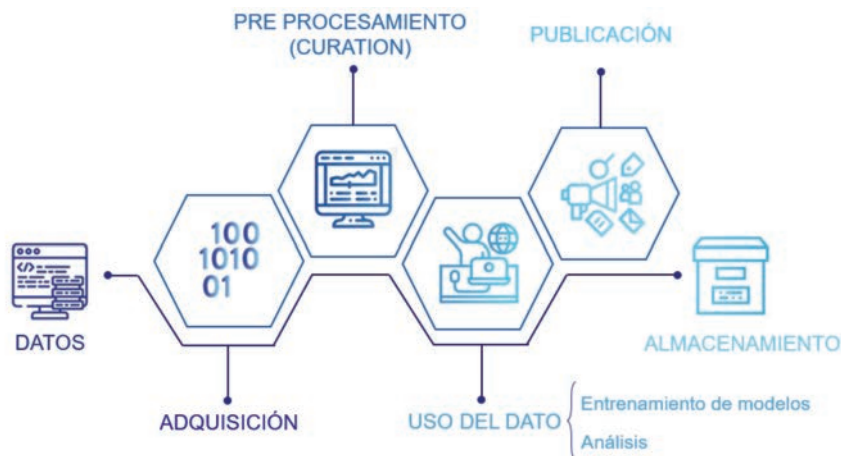 PRE PROCESAMIENTO
(CURATION)
PUBLICACIÓN
100
1010
01
</>
DATOS
ALMACENAMIENTO
ADQUISICIÓN
USO DEL DATO
Entrenamiento de modelos
Análisis